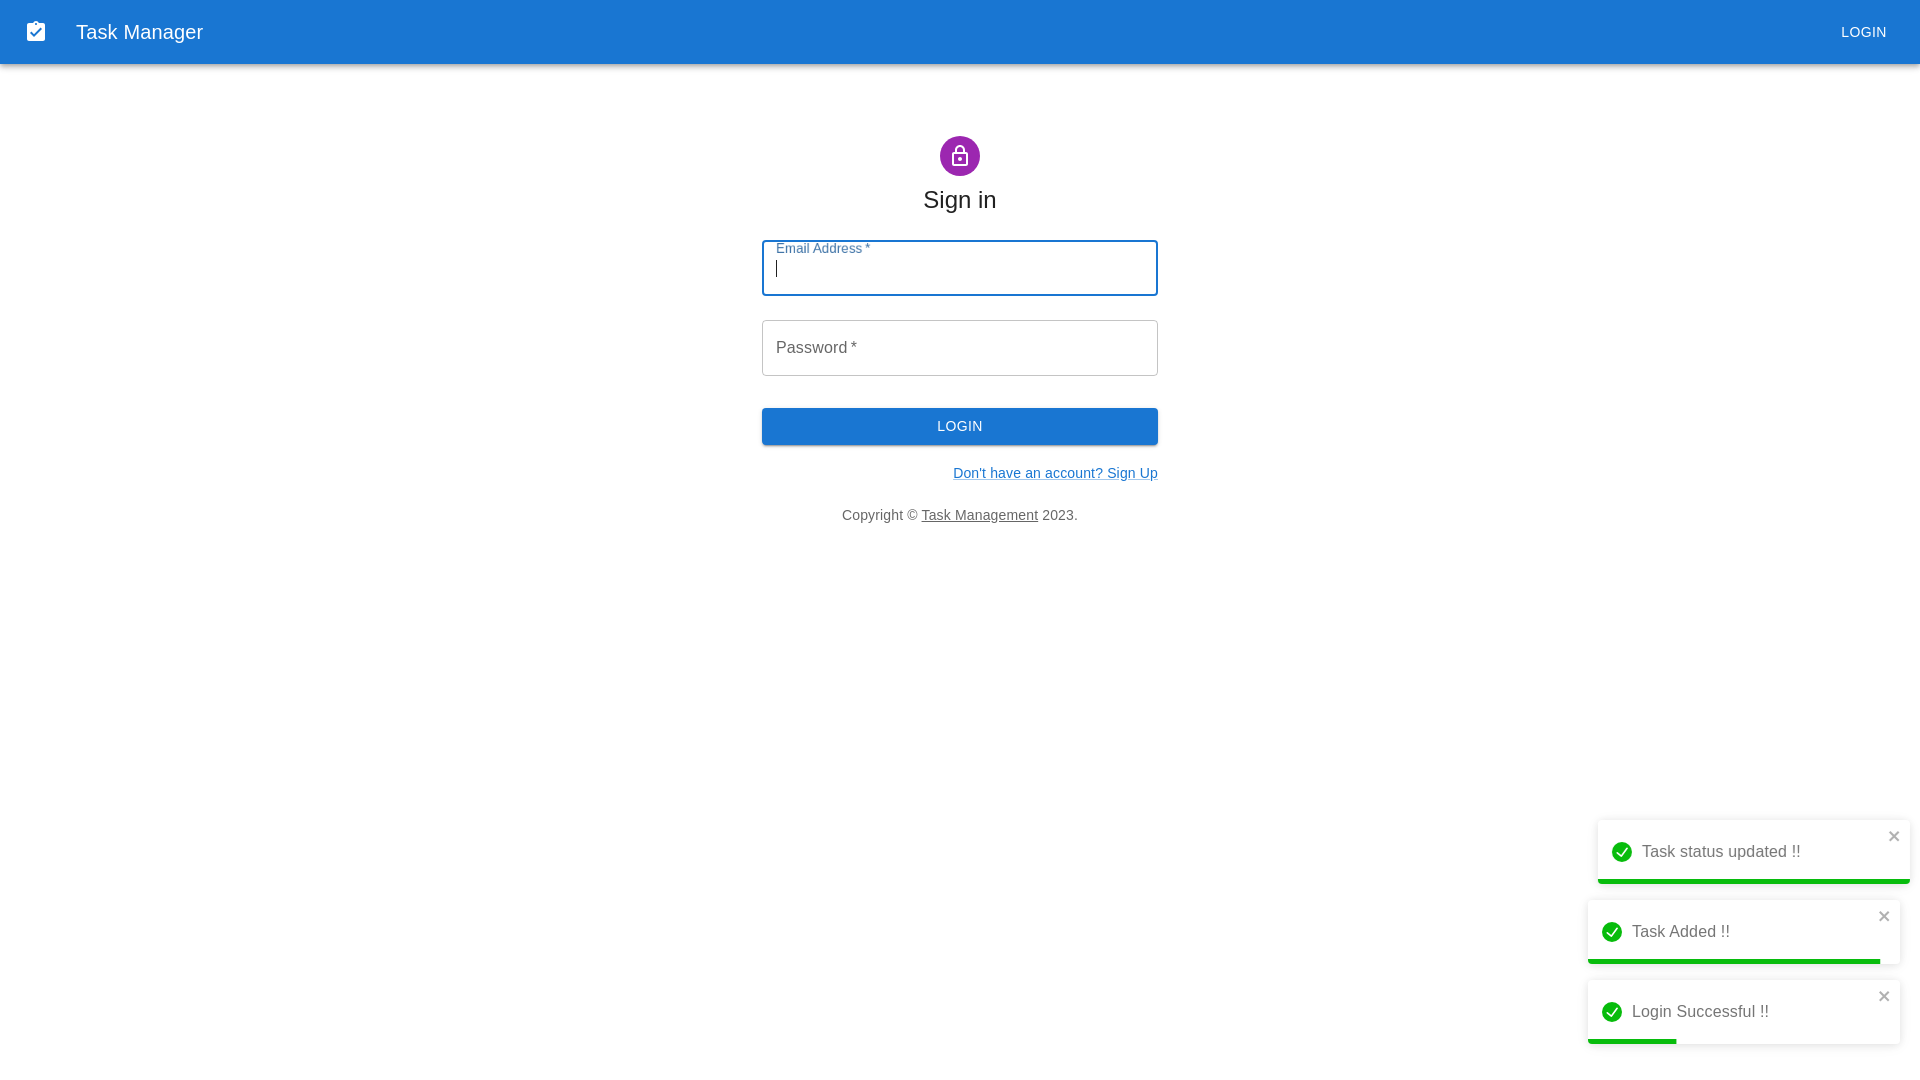 Task Manager
LOGIN
Sign in
Email Address *
Password *
LOGIN
Don't have an account? Sign Up
Copyright © Task Management 2023.
Task status updated !!
Task Added !!
Login Successful !!